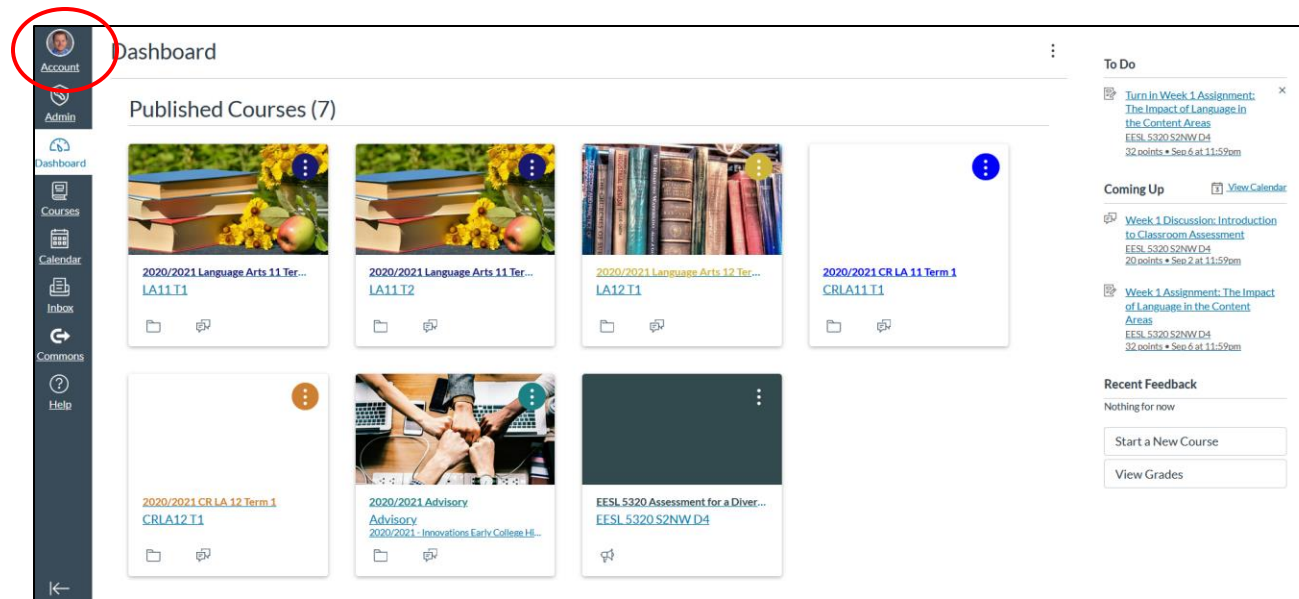 Account
Admin
Dashboard
Courses
Calendar
Inbox
Commons
Help
Dashboard
Published Courses (7)
2020/2021 Language Arts 11 Ter...
LA11 T1
2020/2021 Language Arts 11 Ter...
LA11 T2
2020/2021 Language Arts 12 Ter...
LA12 T1
2020/2021 CR LA 11 Term 1
CRLA11 T1
2020/2021 CR LA 12 Term 1
CRLA12 T1
2020/2021 Advisory
Advisory
2020/2021 - Innovations Early College Hi...
EESL 5320 Assessment for a Diver...
EESL 5320 S2NW D4
To Do
Turn in Week 1 Assignment:
The Impact of Language in
the Content Areas
EESL 5320 S2NW D4
32 points • Sep 6 at 11:59pm
Coming Up
View Calendar
Week 1 Discussion: Introduction
to Classroom Assessment
EESL 5320 S2NW D4
20 points • Sep 2 at 11:59pm
Week 1 Assignment: The Impact
of Language in the Content
Areas
EESL 5320 S2NW D4
32 points • Sep 6 at 11:59pm
Recent Feedback
Nothing for now
Start a New Course
View Grades